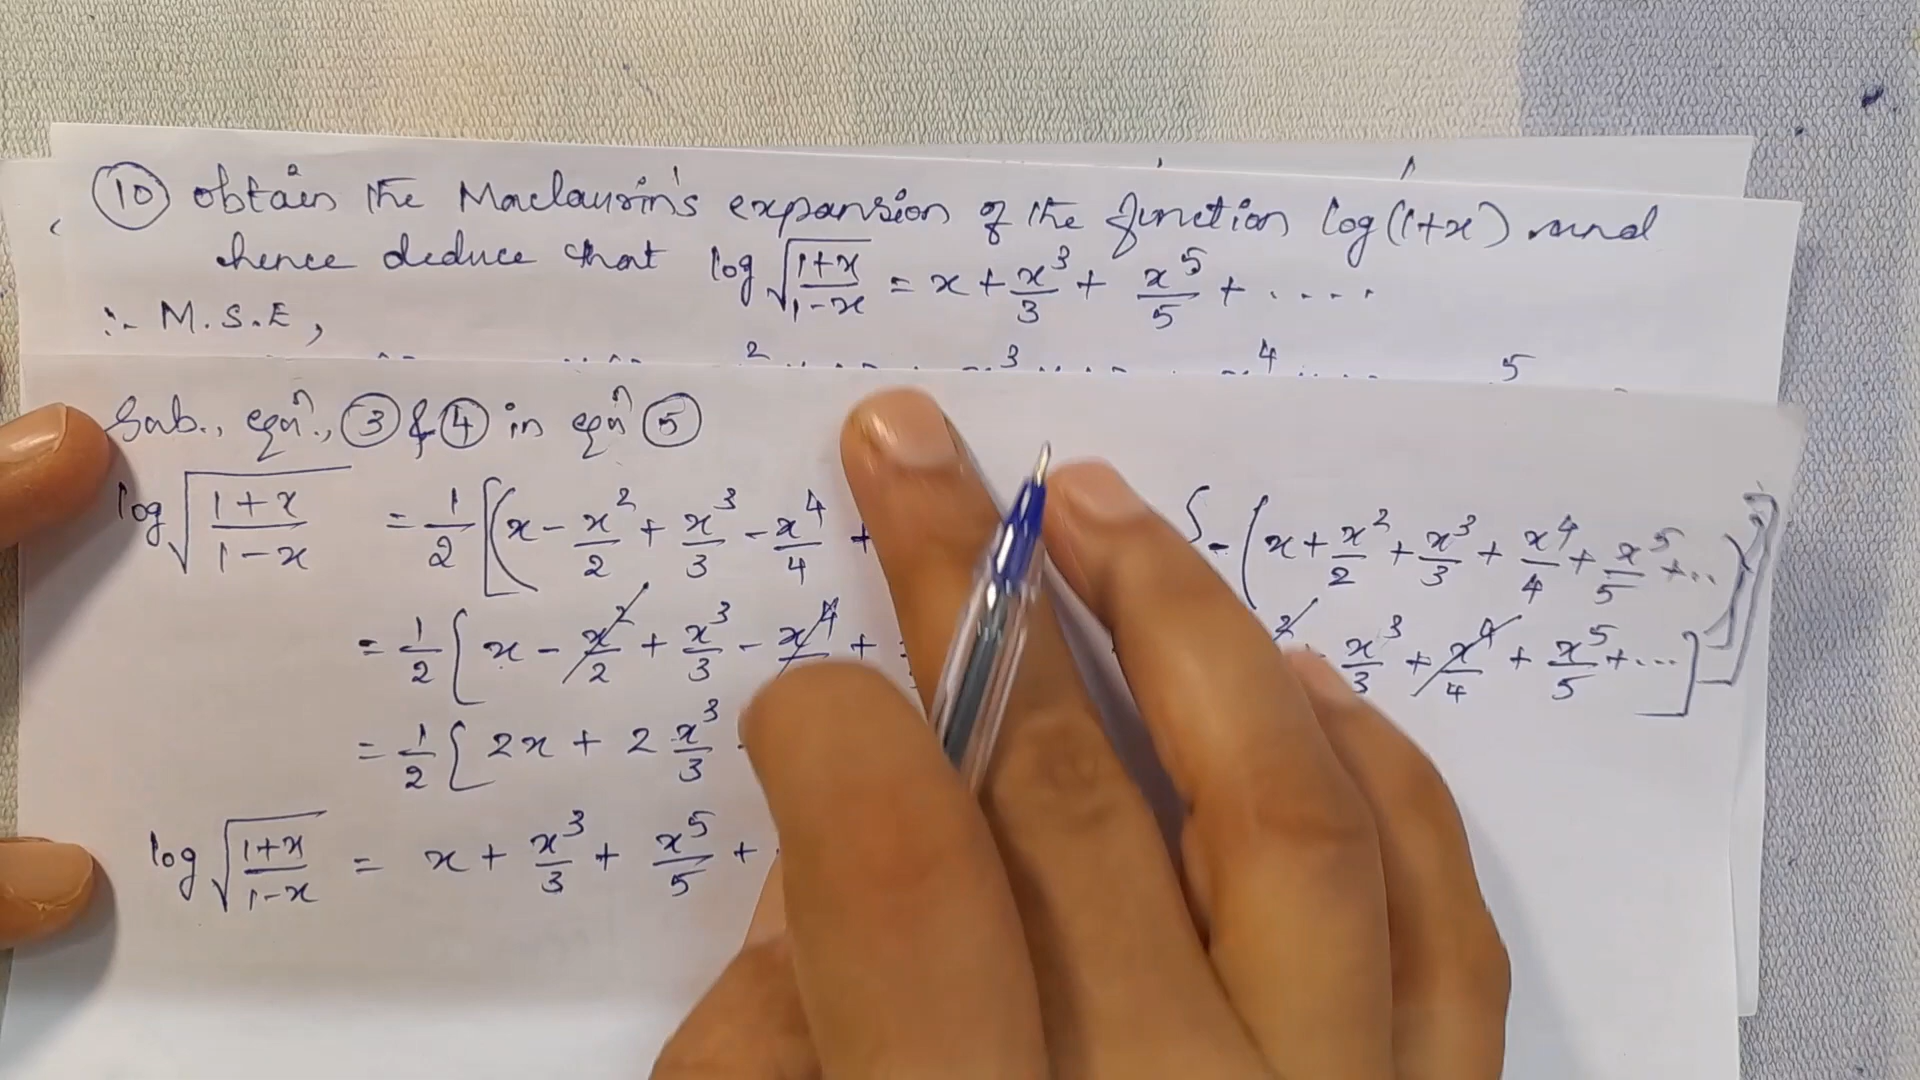 10 obtain the Maclaurin's expansion of the function log(1+x) and
hence deduce that log √((1+x)/(1-x)) = x + x³/3 + x⁵/5 + ....
:- M.S.E,
2 3 4 5
Sub., eqⁿ., 3 & 4 in eqⁿ 5
log √((1+x)/(1-x)) = 1/2 [(x - x²/2 + x³/3 - x⁴/4 + - (x + x²/2 + x³/3 + x⁴/4 + x⁵/5 + ..)]
= 1/2 [x - x²/2 + x³/3 - x⁴ + x³/3 + x⁴/4 + x⁵/5 + ...]
= 1/2 [2x + 2 x³/3
log √((1+x)/(1-x)) = x + x³/3 + x⁵/5 +